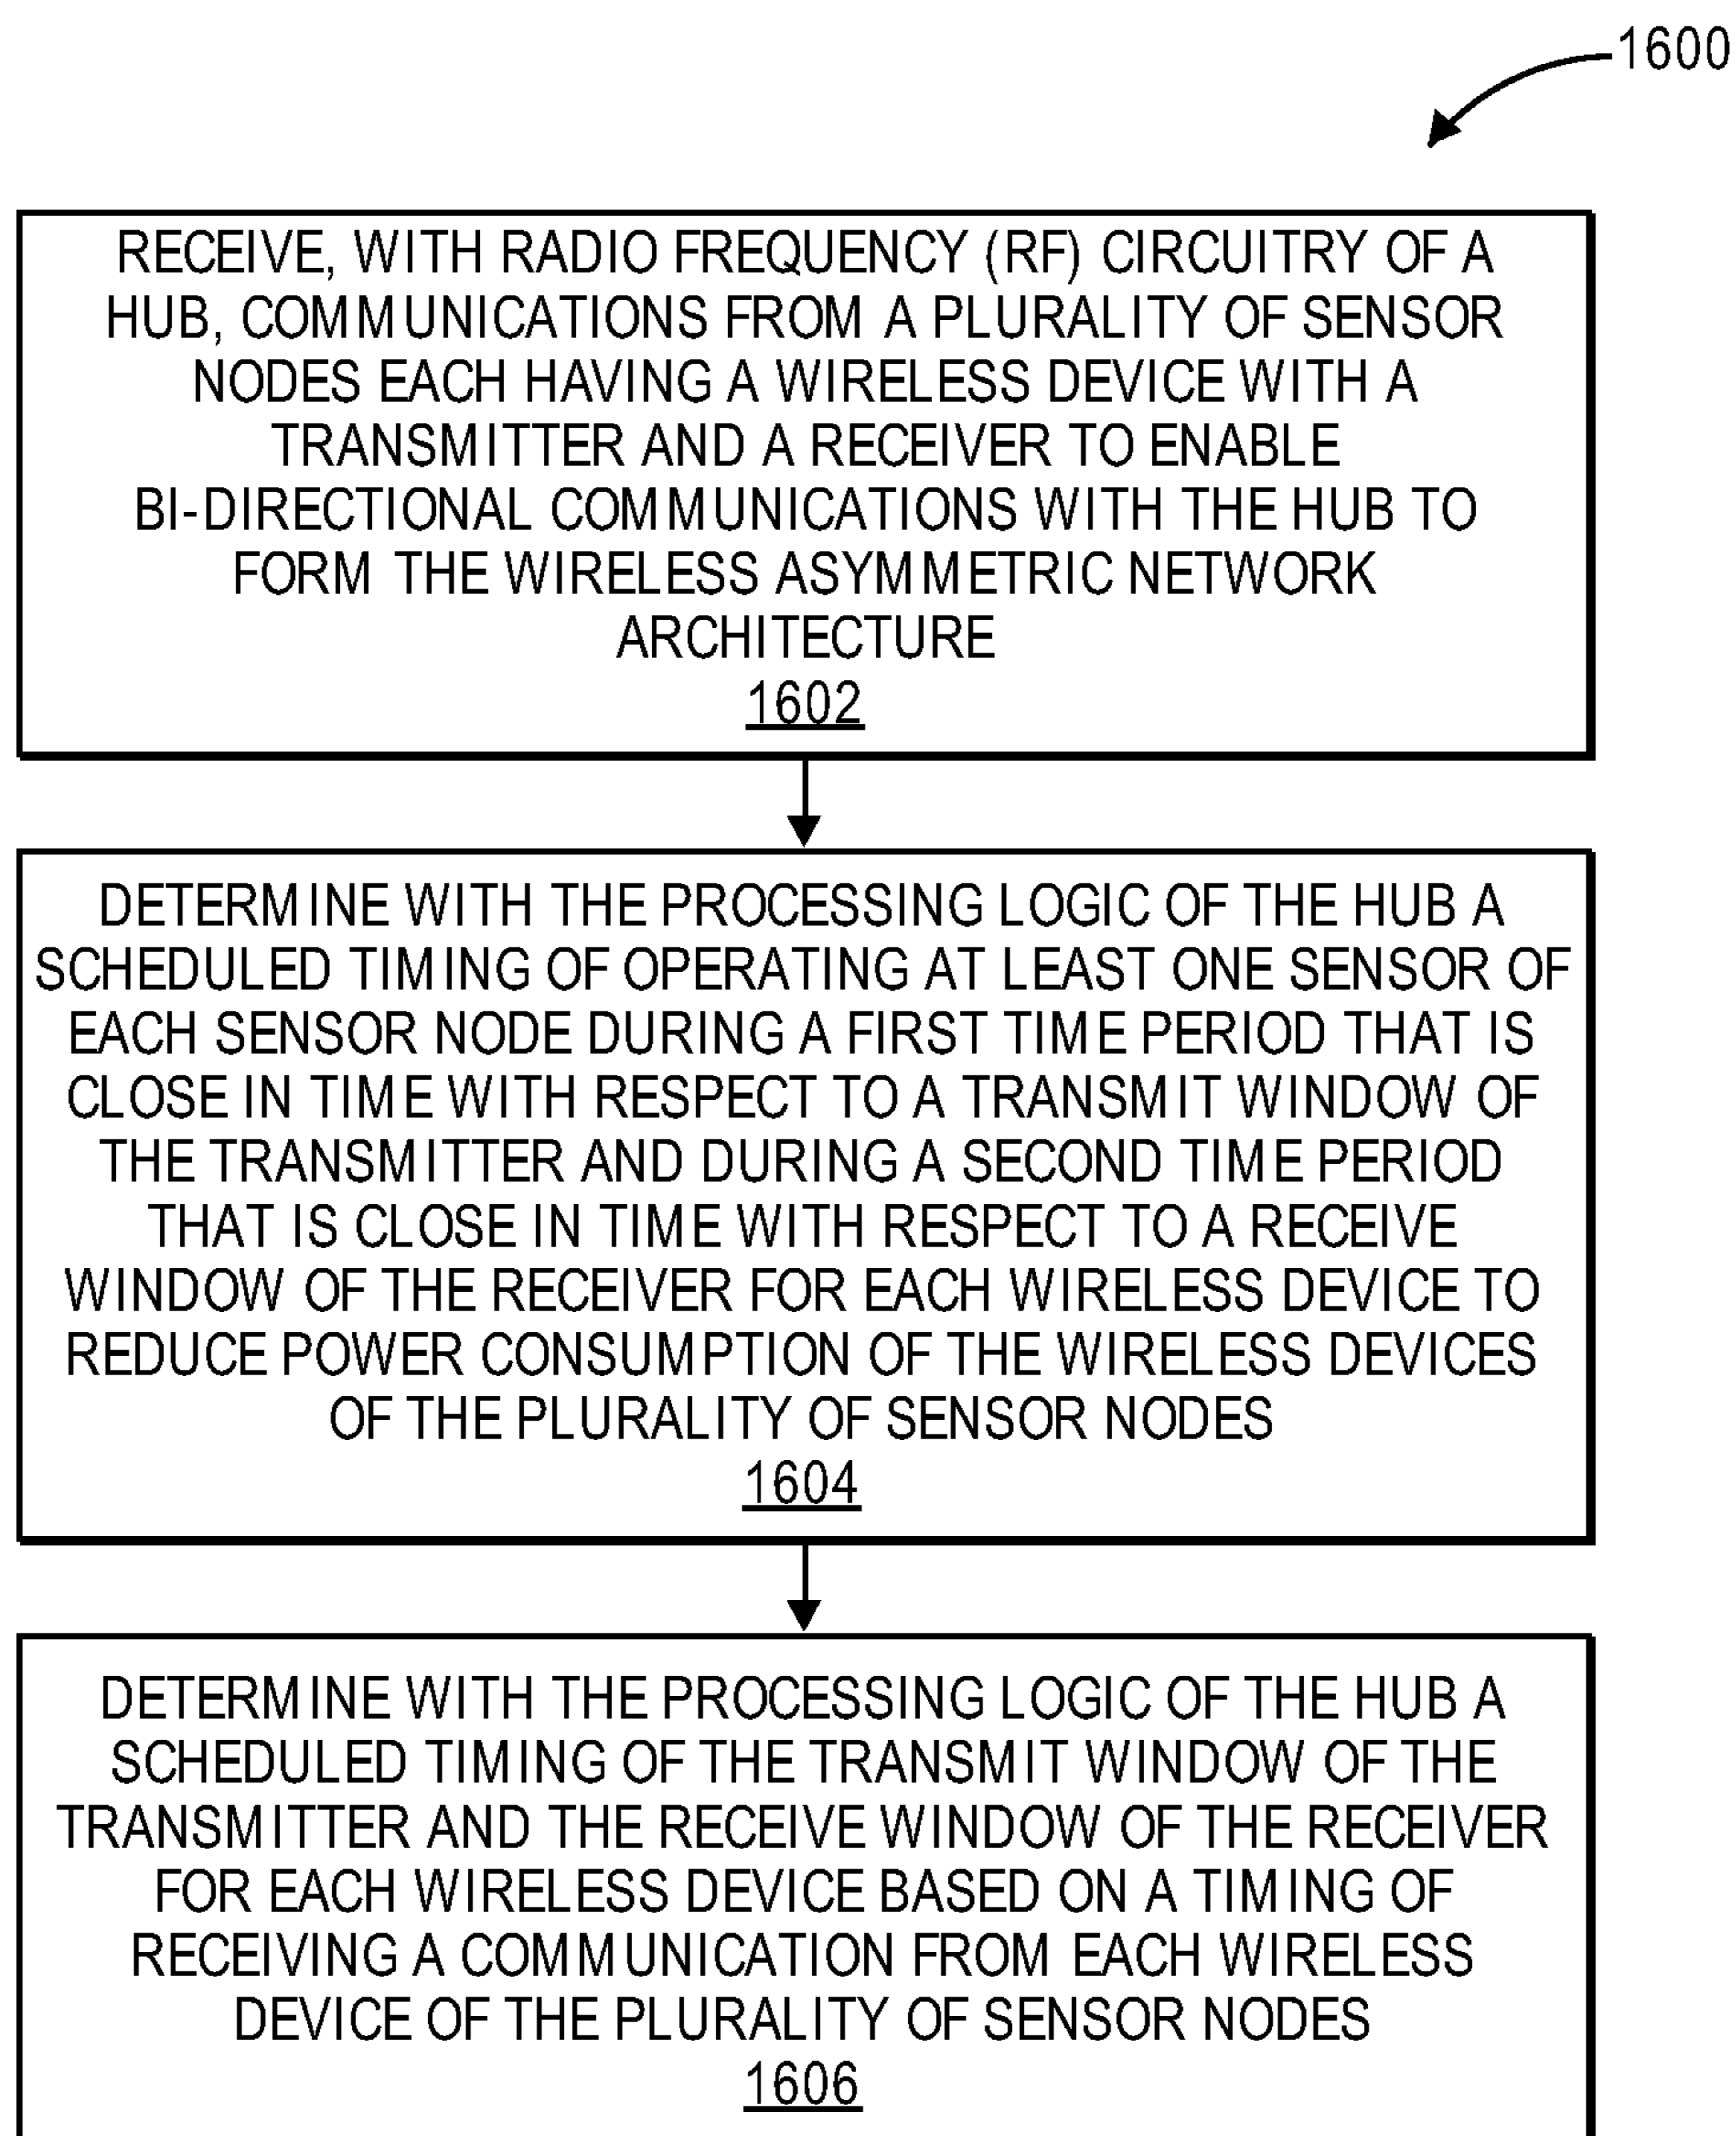 1600
RECEIVE, WITH RADIO FREQUENCY (RF) CIRCUITRY OF A
HUB, COMMUNICATIONS FROM A PLURALITY OF SENSOR
NODES EACH HAVING A WIRELESS DEVICE WITH A
TRANSMITTER AND A RECEIVER TO ENABLE
BI-DIRECTIONAL COMMUNICATIONS WITH THE HUB TO
FORM THE WIRELESS ASYMMETRIC NETWORK
ARCHITECTURE
1602
DETERMINE WITH THE PROCESSING LOGIC OF THE HUB A
SCHEDULED TIMING OF OPERATING AT LEAST ONE SENSOR OF
EACH SENSOR NODE DURING A FIRST TIME PERIOD THAT IS
CLOSE IN TIME WITH RESPECT TO A TRANSMIT WINDOW OF
THE TRANSMITTER AND DURING A SECOND TIME PERIOD
THAT IS CLOSE IN TIME WITH RESPECT TO A RECEIVE
WINDOW OF THE RECEIVER FOR EACH WIRELESS DEVICE TO
REDUCE POWER CONSUMPTION OF THE WIRELESS DEVICES
OF THE PLURALITY OF SENSOR NODES
1604
DETERMINE WITH THE PROCESSING LOGIC OF THE HUB A
SCHEDULED TIMING OF THE TRANSMIT WINDOW OF THE
TRANSMITTER AND THE RECEIVE WINDOW OF THE RECEIVER
FOR EACH WIRELESS DEVICE BASED ON A TIMING OF
RECEIVING A COMMUNICATION FROM EACH WIRELESS
DEVICE OF THE PLURALITY OF SENSOR NODES
1606